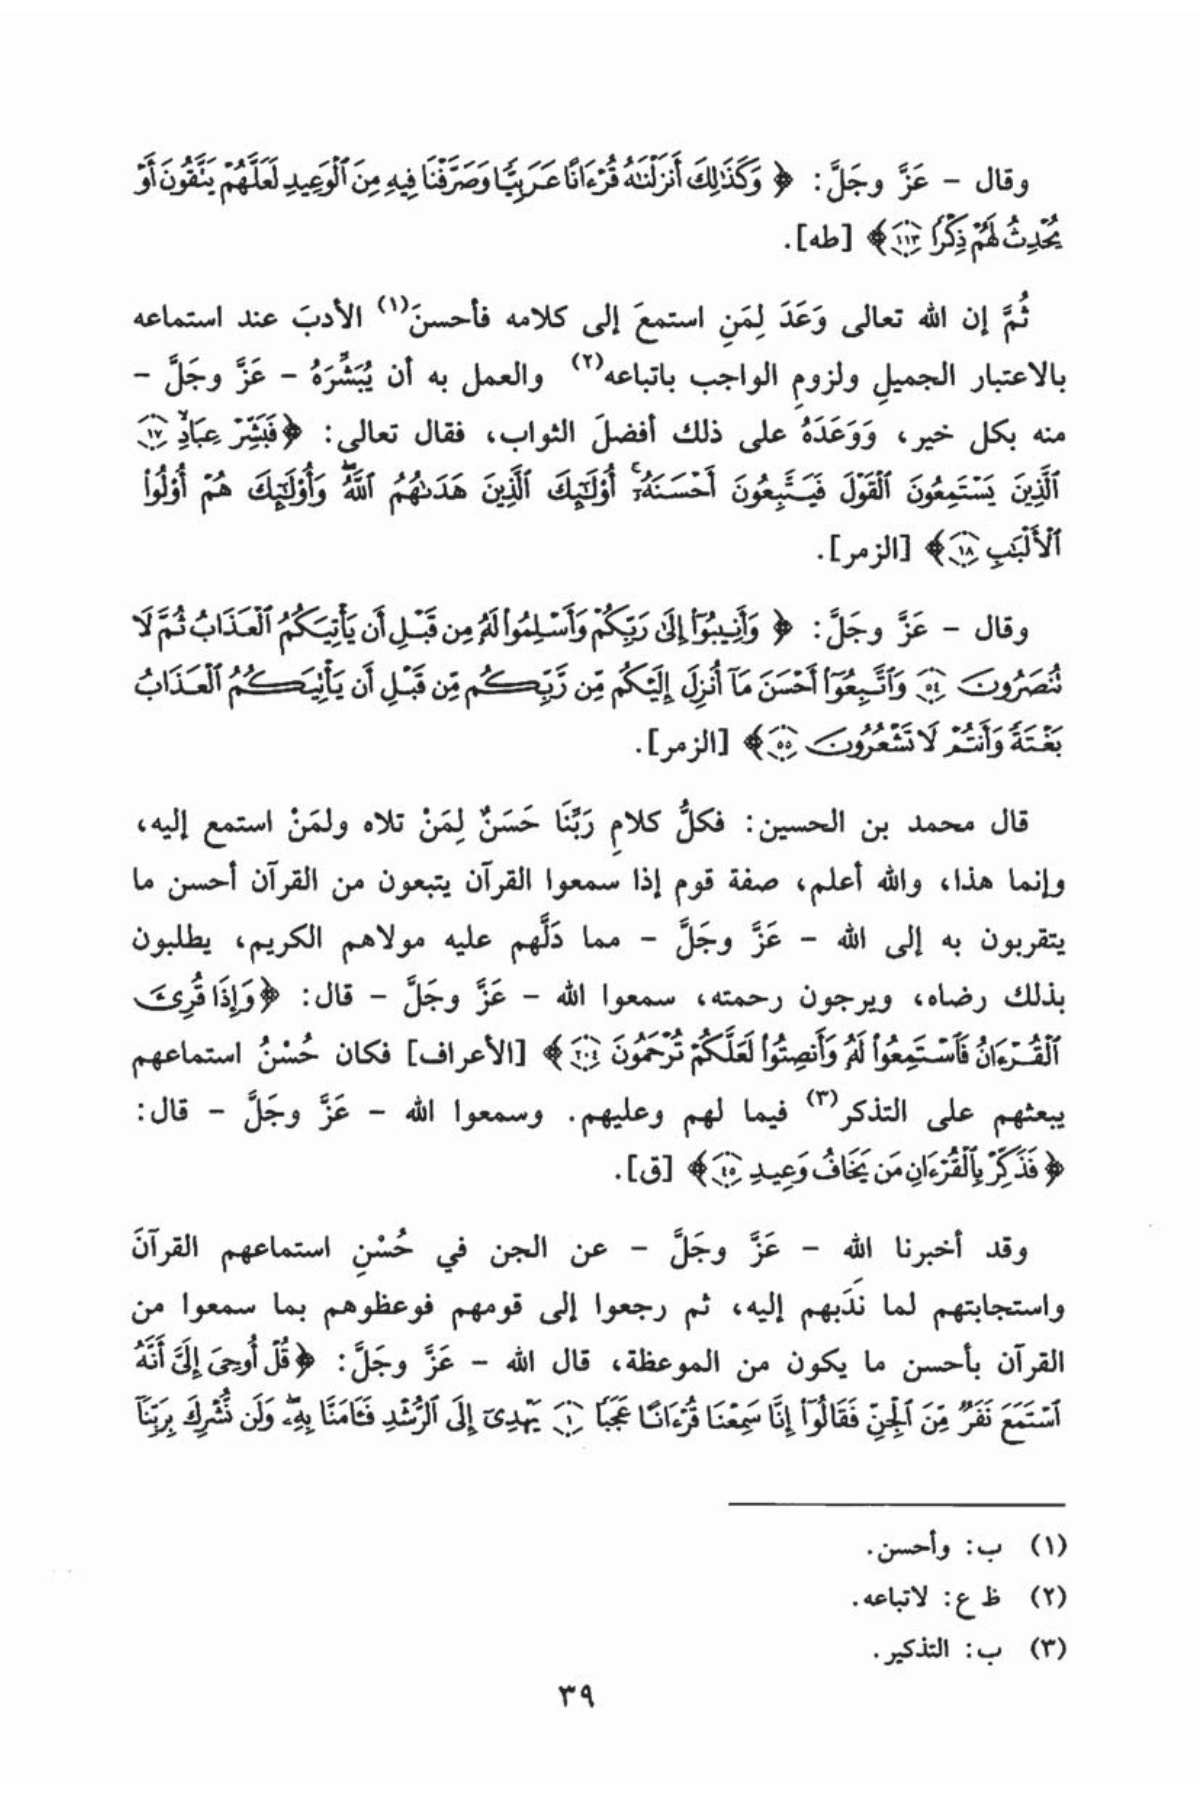 وقال - عَزَّ وجَلَّ: ﴿ وَكَذَٰلِكَ أَنزَلْنَٰهُ قُرْءَانًا عَرَبِيًّا وَصَرَّفْنَا فِيهِ مِنَ ٱلْوَعِيدِ لَعَلَّهُمْ يَتَّقُونَ أَوْ
يُحْدِثُ لَهُمْ ذِكْرًا ۝١١٣ ﴾ [طه].
ثُمَّ إن الله تعالى وَعَدَ لِمَنِ استمعَ إلى كلامه فأحسنَ(١) الأدبَ عند استماعه
بالاعتبار الجميلِ ولزومِ الواجب باتباعه(٢) والعمل به أن يُبَشِّرَهُ - عَزَّ وجَلَّ -
منه بكل خير، وَوَعَدَهُ على ذلك أفضلَ الثواب، فقال تعالى: ﴿ فَبَشِّرْ عِبَادِ ۝١٧
ٱلَّذِينَ يَسْتَمِعُونَ ٱلْقَوْلَ فَيَتَّبِعُونَ أَحْسَنَهُۥٓ ۚ أُو۟لَٰٓئِكَ ٱلَّذِينَ هَدَىٰهُمُ ٱللَّهُ ۖ وَأُو۟لَٰٓئِكَ هُمْ أُو۟لُوا۟
ٱلْأَلْبَٰبِ ۝١٨ ﴾ [الزمر].
وقال - عَزَّ وجَلَّ: ﴿ وَأَنِيبُوٓا۟ إِلَىٰ رَبِّكُمْ وَأَسْلِمُوا۟ لَهُۥ مِن قَبْلِ أَن يَأْتِيَكُمُ ٱلْعَذَابُ ثُمَّ لَا
تُنصَرُونَ ۝٥٤ وَٱتَّبِعُوٓا۟ أَحْسَنَ مَآ أُنزِلَ إِلَيْكُم مِّن رَّبِّكُم مِّن قَبْلِ أَن يَأْتِيَكُمُ ٱلْعَذَابُ
بَغْتَةً وَأَنتُمْ لَا تَشْعُرُونَ ۝٥٥ ﴾ [الزمر].
قال محمد بن الحسين: فكلُّ كلامِ رَبِّنَا حَسَنٌ لِمَنْ تلاه ولمَنْ استمع إليه،
وإنما هذا، والله أعلم، صفة قوم إذا سمعوا القرآن يتبعون من القرآن أحسن ما
يتقربون به إلى الله - عَزَّ وجَلَّ - مما دَلَّهم عليه مولاهم الكريم، يطلبون
بذلك رضاه، ويرجون رحمته، سمعوا الله - عَزَّ وجَلَّ - قال: ﴿ وَإِذَا قُرِئَ
ٱلْقُرْءَانُ فَٱسْتَمِعُوا۟ لَهُۥ وَأَنصِتُوا۟ لَعَلَّكُمْ تُرْحَمُونَ ۝٢٠٤ ﴾ [الأعراف] فكان حُسْنُ استماعهم
يبعثهم على التذكر(٣) فيما لهم وعليهم. وسمعوا الله - عَزَّ وجَلَّ - قال:
﴿ فَذَكِّرْ بِٱلْقُرْءَانِ مَن يَخَافُ وَعِيدِ ۝٤٥ ﴾ [ق].
وقد أخبرنا الله - عَزَّ وجَلَّ - عن الجن في حُسْنِ استماعهم القرآنَ
واستجابتهم لما نَدَبهم إليه، ثم رجعوا إلى قومهم فوعظوهم بما سمعوا من
القرآن بأحسن ما يكون من الموعظة، قال الله - عَزَّ وجَلَّ: ﴿ قُلْ أُوحِىَ إِلَىَّ أَنَّهُ
ٱسْتَمَعَ نَفَرٌ مِّنَ ٱلْجِنِّ فَقَالُوٓا۟ إِنَّا سَمِعْنَا قُرْءَانًا عَجَبًا ۝١ يَهْدِىٓ إِلَى ٱلرُّشْدِ فَـَٔامَنَّا بِهِۦ ۖ وَلَن نُّشْرِكَ بِرَبِّنَآ
(١) ب: وأحسن.
(٢) ظ ع: لاتباعه.
(٣) ب: التذكير.
٣٩